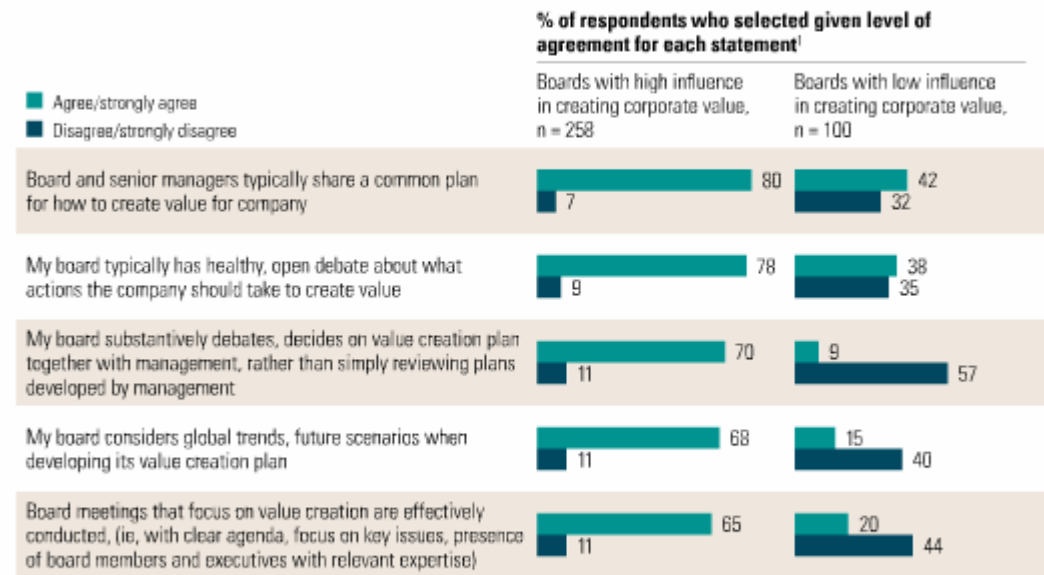 % of respondents who selected given level of
agreement for each statement¹
Agree/strongly agree
Disagree/strongly disagree
Boards with high influence
in creating corporate value,
n = 258
Boards with low influence
in creating corporate value,
n = 100
Board and senior managers typically share a common plan
for how to create value for company
80
7
42
32
My board typically has healthy, open debate about what
actions the company should take to create value
78
9
38
35
My board substantively debates, decides on value creation plan
together with management, rather than simply reviewing plans
developed by management
70
11
9
57
My board considers global trends, future scenarios when
developing its value creation plan
68
11
15
40
Board meetings that focus on value creation are effectively
conducted, (ie, with clear agenda, focus on key issues, presence
of board members and executives with relevant expertise)
65
11
20
44